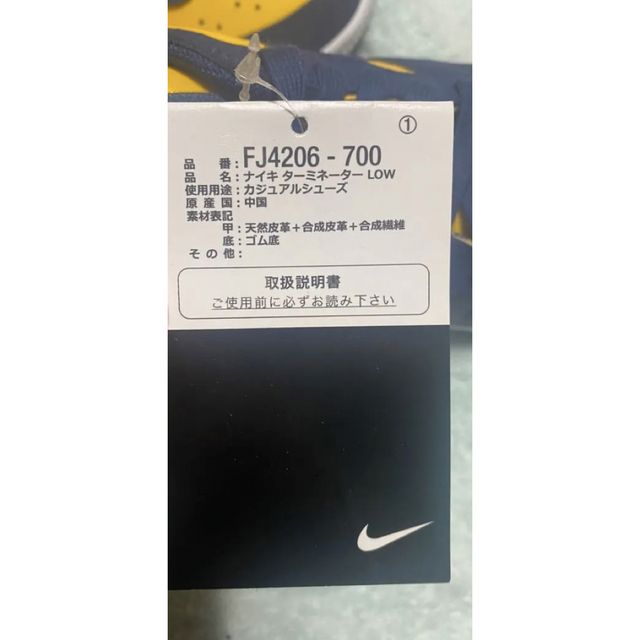 ①
品番：FJ4206 - 700
品名：ナイキ ターミネーター LOW
使用用途：カジュアルシューズ
原産国：中国
素材表記
甲：天然皮革＋合成皮革＋合成繊維
底：ゴム底
その他：
取扱説明書
ご使用前に必ずお読み下さい